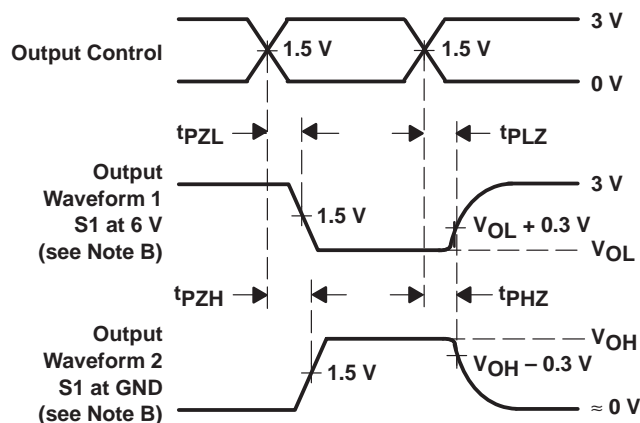 3 V
Output Control
1.5 V
1.5 V
0 V
tPZL
tPLZ
Output
Waveform 1
S1 at 6 V
(see Note B)
3 V
1.5 V
VOL + 0.3 V
VOL
tPZH
tPHZ
Output
Waveform 2
S1 at GND
(see Note B)
VOH
1.5 V
VOH – 0.3 V
≈ 0 V